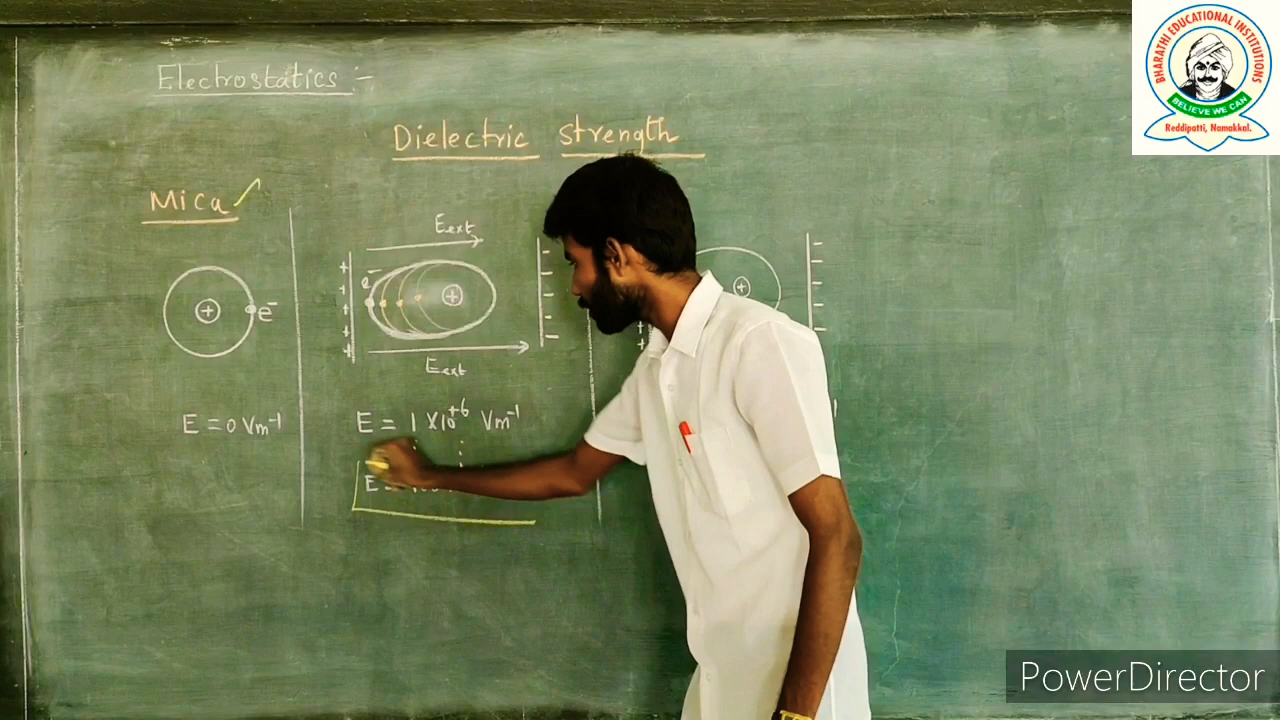 Electrostatics :-
Dielectric strength
Mica
e⁻
E = 0 Vm⁻¹
Eext
e⁻
Eext
E = 1 × 10⁺⁶ Vm⁻¹
E =
BHARATHI EDUCATIONAL INSTITUTIONS
BELIEVE WE CAN
Reddipatti, Namakkal.
PowerDirector